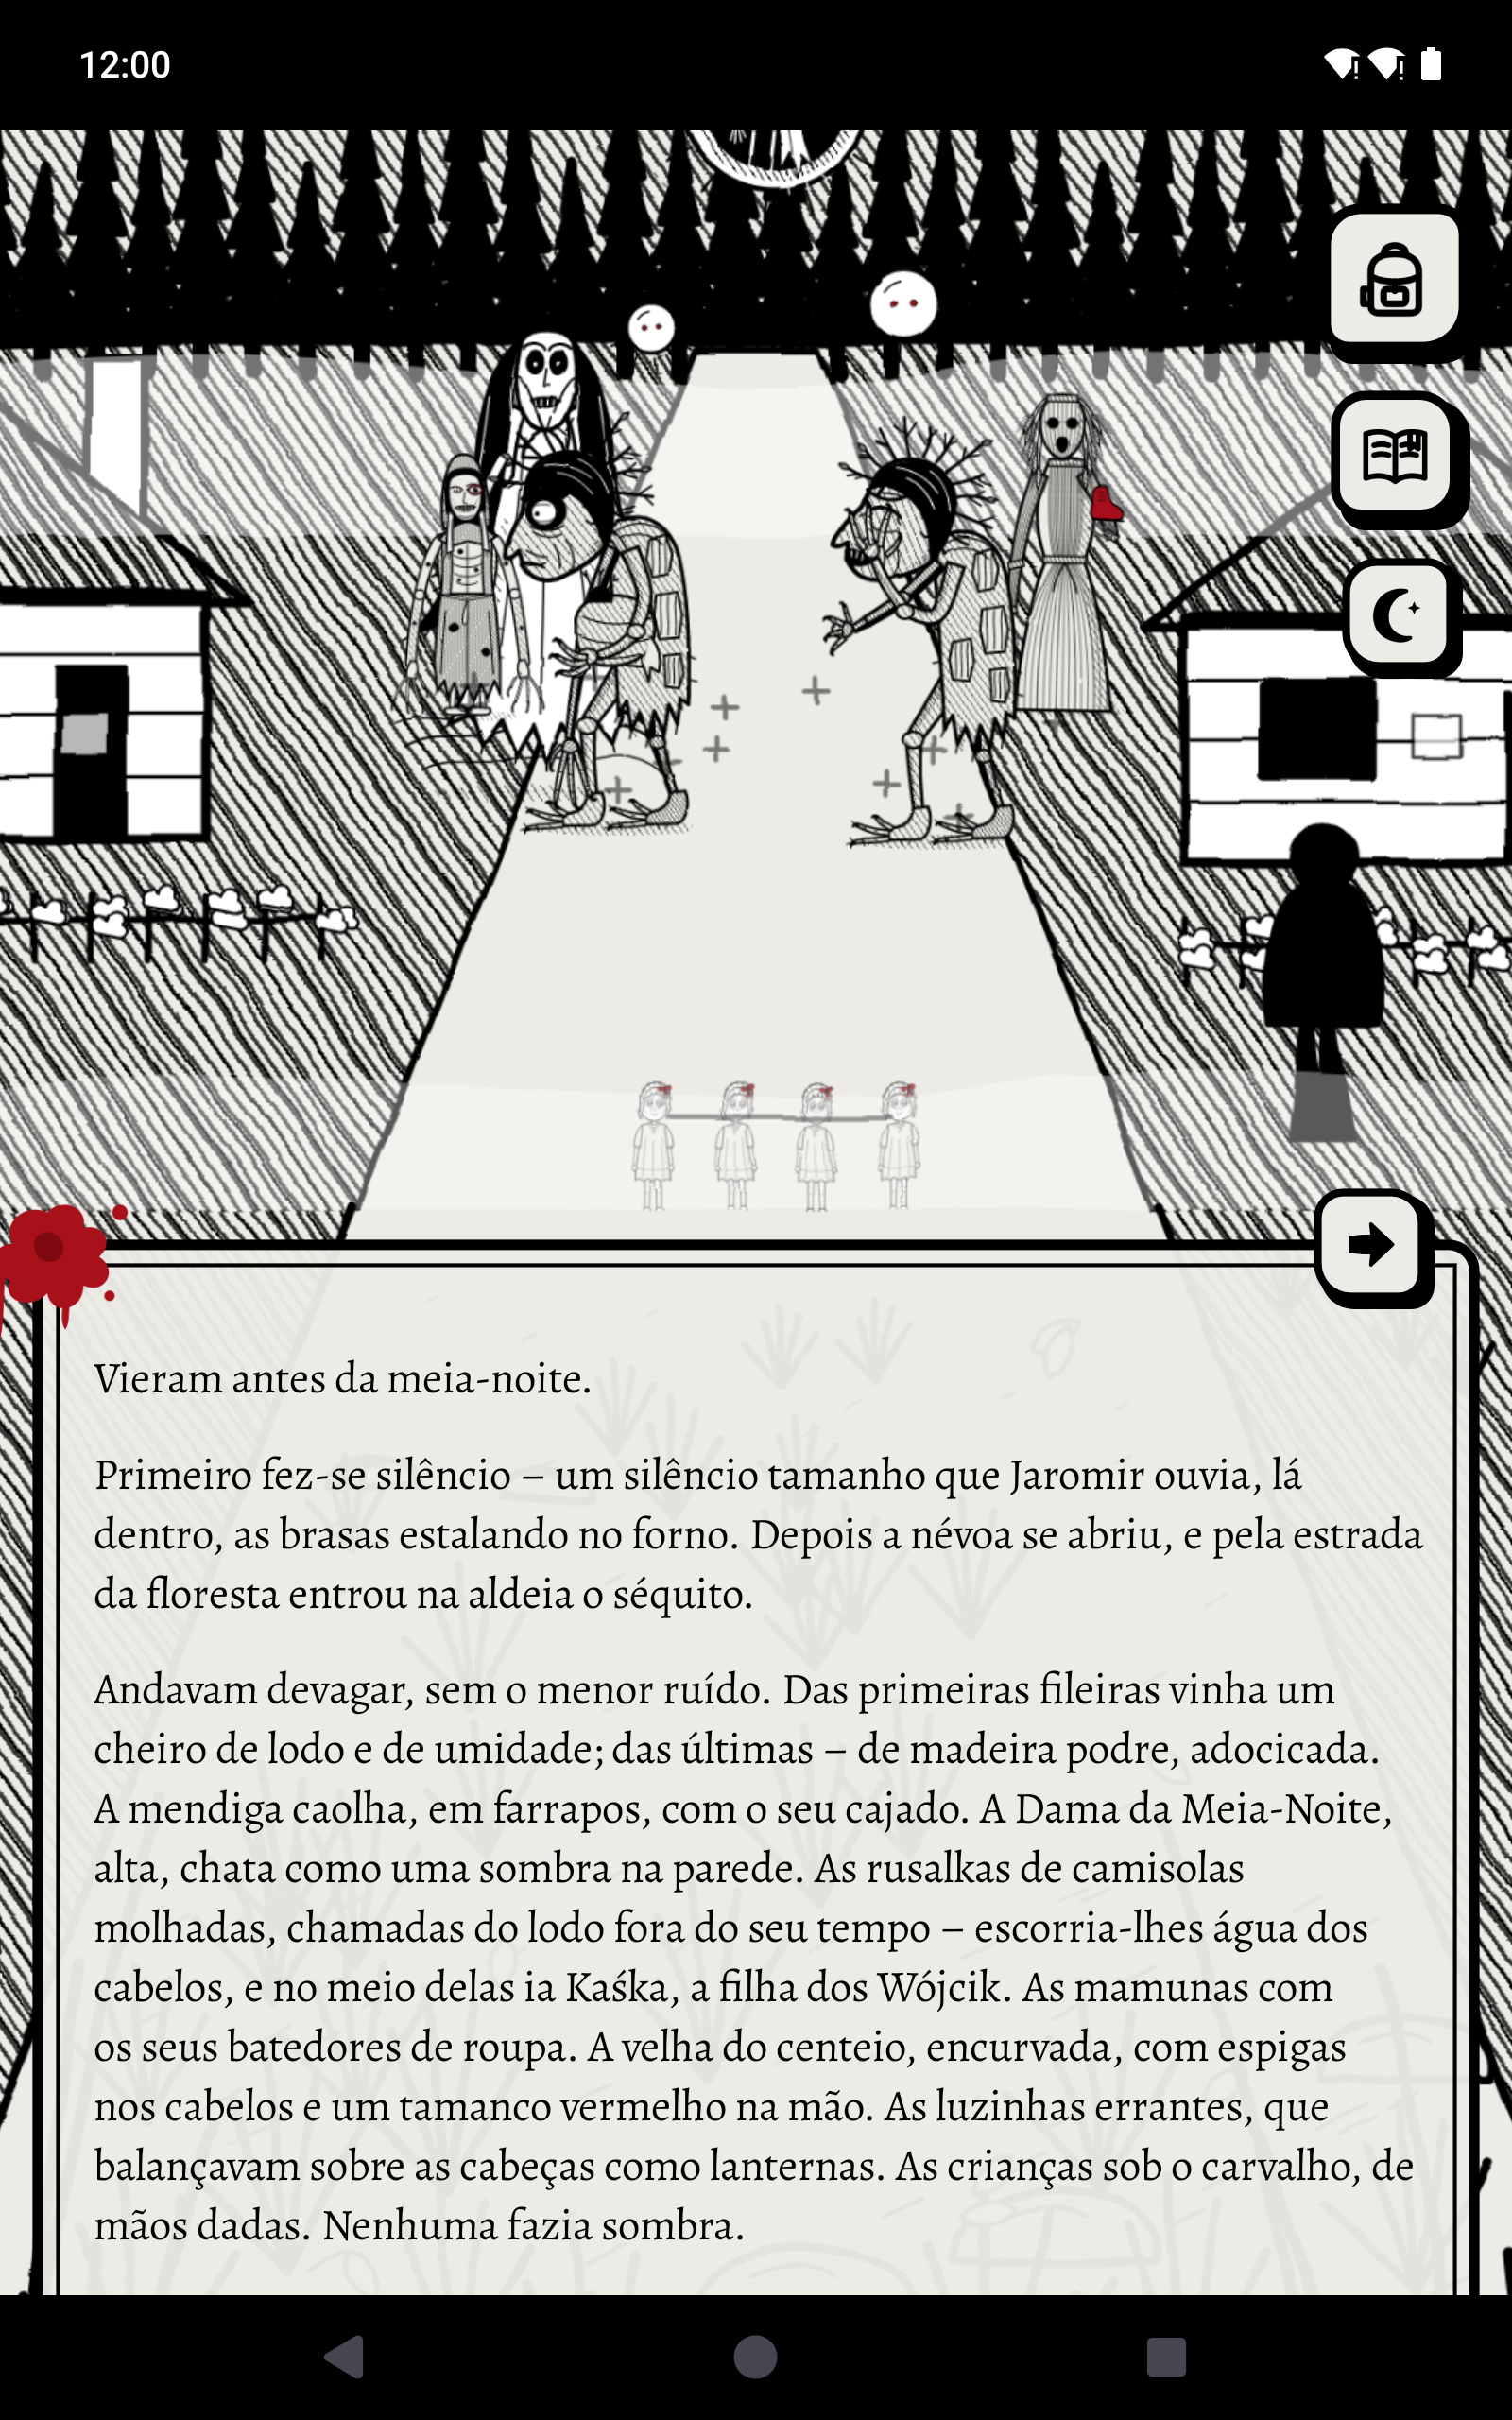 12:00
Vieram antes da meia-noite.
Primeiro fez-se silêncio – um silêncio tamanho que Jaromir ouvia, lá
dentro, as brasas estalando no forno. Depois a névoa se abriu, e pela estrada
da floresta entrou na aldeia o séquito.
Andavam devagar, sem o menor ruído. Das primeiras fileiras vinha um
cheiro de lodo e de umidade; das últimas – de madeira podre, adocicada.
A mendiga caolha, em farrapos, com o seu cajado. A Dama da Meia-Noite,
alta, chata como uma sombra na parede. As rusalkas de camisolas
molhadas, chamadas do lodo fora do seu tempo – escorria-lhes água dos
cabelos, e no meio delas ia Kaśka, a filha dos Wójcik. As mamunas com
os seus batedores de roupa. A velha do centeio, encurvada, com espigas
nos cabelos e um tamanco vermelho na mão. As luzinhas errantes, que
balançavam sobre as cabeças como lanternas. As crianças sob o carvalho, de
mãos dadas. Nenhuma fazia sombra.